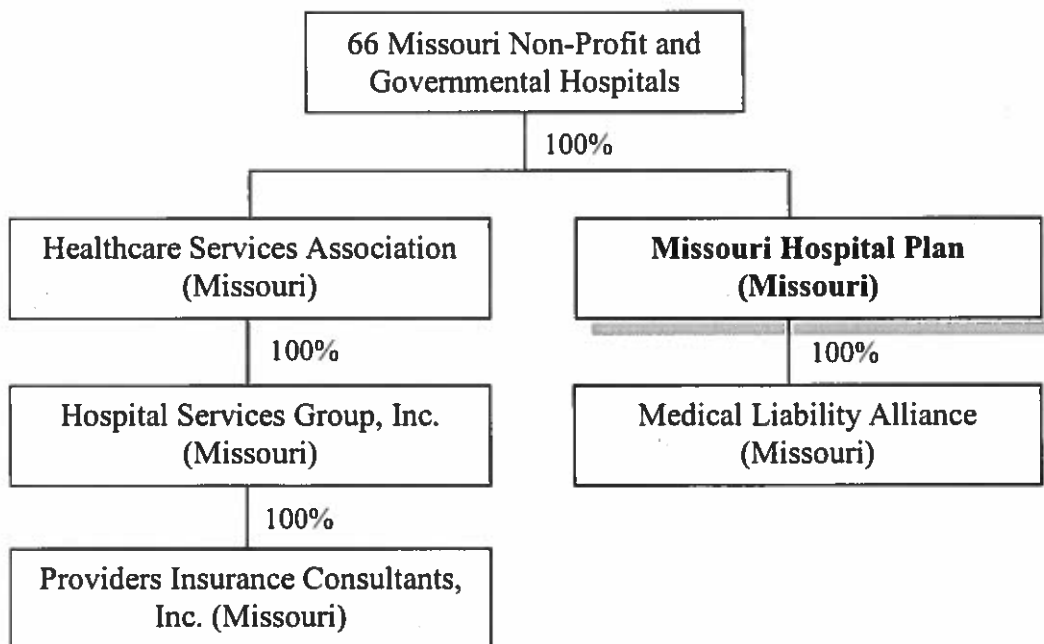 66 Missouri Non-Profit and
Governmental Hospitals
100%
Healthcare Services Association
(Missouri)
Missouri Hospital Plan
(Missouri)
100%
100%
Hospital Services Group, Inc.
(Missouri)
Medical Liability Alliance
(Missouri)
100%
Providers Insurance Consultants,
Inc. (Missouri)